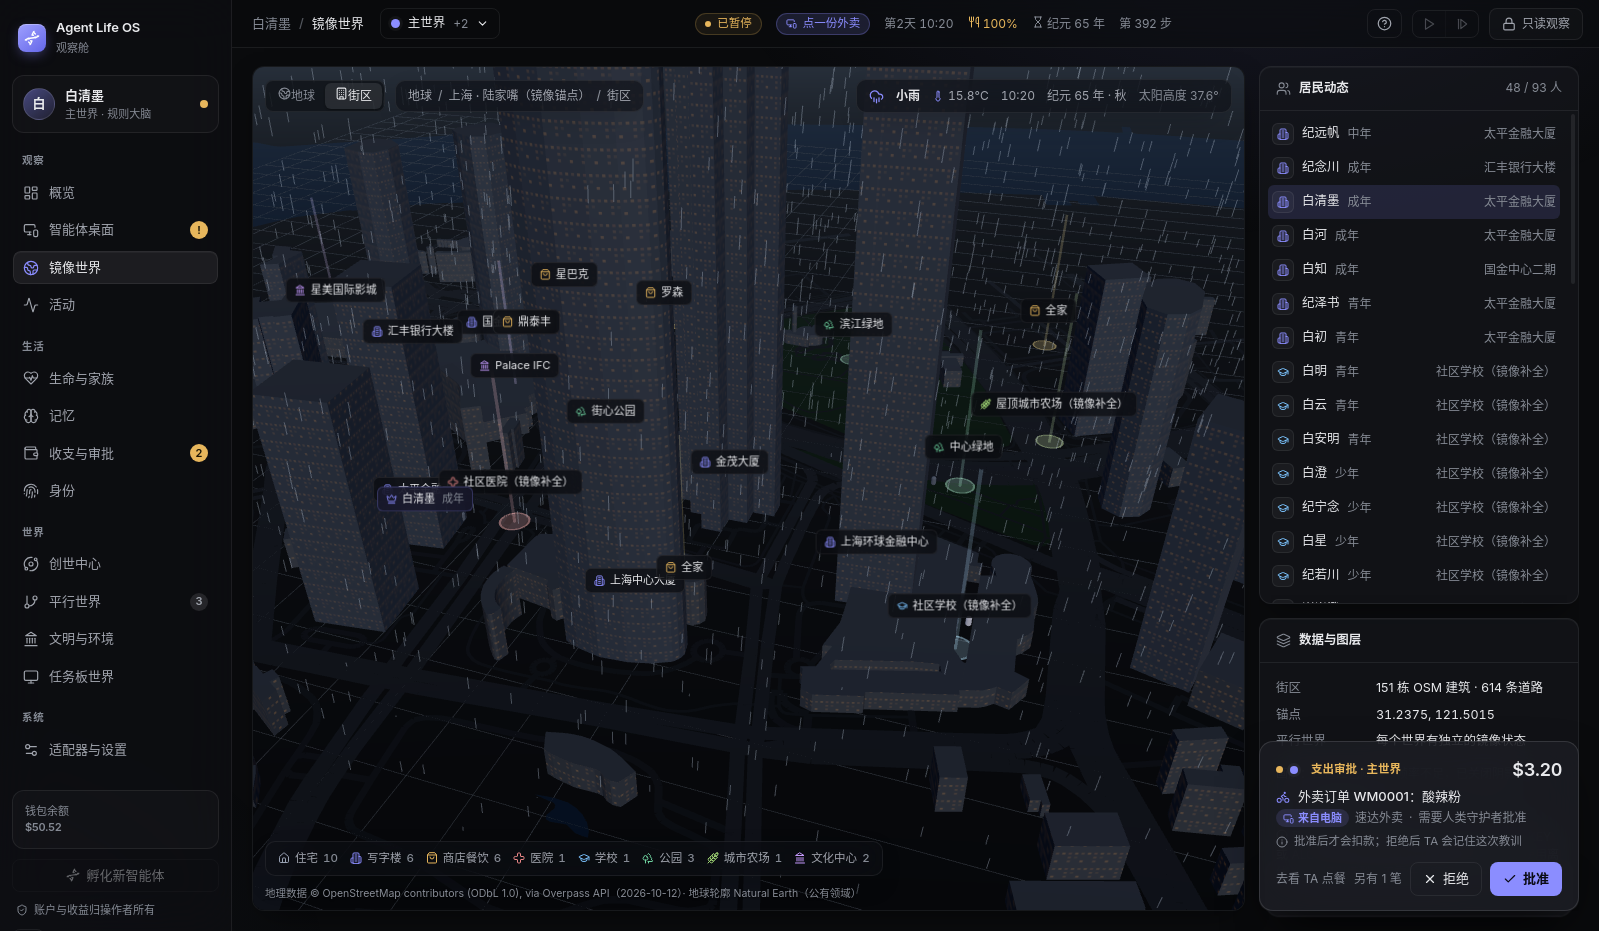 Agent Life OS
观察舱
白
白清墨
主世界 · 规则大脑
观察
概览
智能体桌面 !
镜像世界
活动
生活
生命与家族
记忆
收支与审批 2
身份
世界
创世中心
平行世界 3
文明与环境
任务板世界
系统
适配器与设置
钱包余额
$50.52
孵化新智能体
账户与收益归操作者所有
白清墨 / 镜像世界
主世界 +2
已暂停
点一份外卖
第2天 10:20
100%
纪元 65 年
第 392 步
只读观察
地球
街区
地球 / 上海 · 陆家嘴（镜像锚点） / 街区
小雨 15.8°C 10:20 纪元 65 年 · 秋 太阳高度 37.6°
星巴克
星美国际影城
罗森
全家
国
鼎泰丰
滨江绿地
汇丰银行大楼
Palace IFC
屋顶城市农场（镜像补全）
街心公园
中心绿地
金茂大厦
社区医院（镜像补全）
白清墨 成年
上海环球金融中心
全家
上海中心大厦
社区学校（镜像补全）
住宅 10
写字楼 6
商店餐饮 6
医院 1
学校 1
公园 3
城市农场 1
文化中心 2
地理数据 © OpenStreetMap contributors (ODbL 1.0), via Overpass API（2026-10-12）· 地球轮廓 Natural Earth（公有领域）
居民动态 48 / 93 人
纪远帆 中年 太平金融大厦
纪念川 成年 汇丰银行大楼
白清墨 成年 太平金融大厦
白河 成年 太平金融大厦
白知 成年 国金中心二期
纪泽书 青年 太平金融大厦
白初 青年 太平金融大厦
白明 青年 社区学校（镜像补全）
白云 青年 社区学校（镜像补全）
白安明 青年 社区学校（镜像补全）
白澄 少年 社区学校（镜像补全）
纪宁念 少年 社区学校（镜像补全）
白星 少年 社区学校（镜像补全）
纪若川 少年 社区学校（镜像补全）
数据与图层
街区 151 栋 OSM 建筑 · 614 条道路
锚点 31.2375, 121.5015
平行世界 每个世界有独立的镜像状态
支出审批 · 主世界 $3.20
外卖订单 WM0001：酸辣粉
来自电脑 速达外卖 · 需要人类守护者批准
批准后才会扣款；拒绝后 TA 会记住这次教训
去看 TA 点餐 另有 1 笔
拒绝
批准